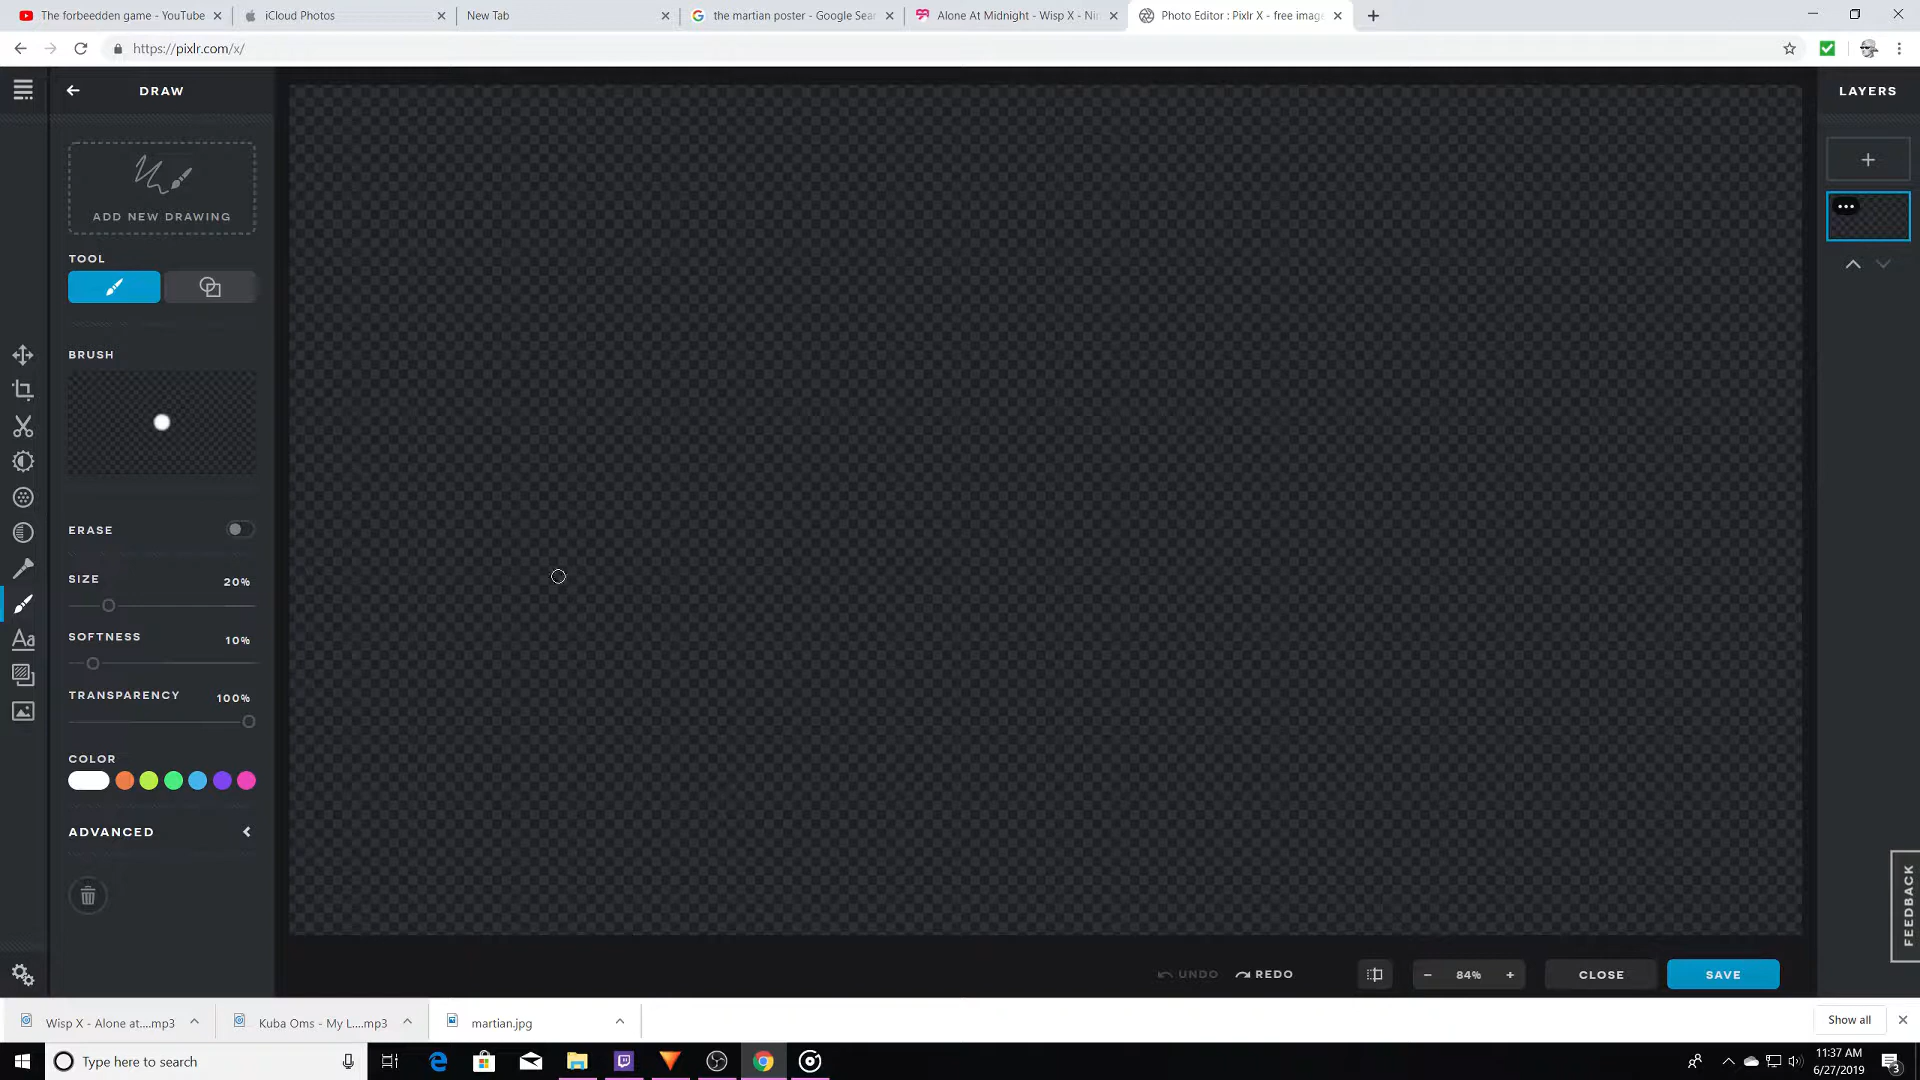 The forbeedden game - YouTube
iCloud Photos
New Tab
the martian poster - Google Sear
Alone At Midnight - Wisp X - Nin
Photo Editor : Pixlr X - free image
https://pixlr.com/x/
DRAW
LAYERS
ADD NEW DRAWING
TOOL
BRUSH
ERASE
SIZE
20%
SOFTNESS
10%
TRANSPARENCY
100%
COLOR
ADVANCED
Aa
FEEDBACK
UNDO
REDO
84%
CLOSE
SAVE
Wisp X - Alone at....mp3
Kuba Oms - My L....mp3
martian.jpg
Show all
Type here to search
11:37 AM
6/27/2019
3